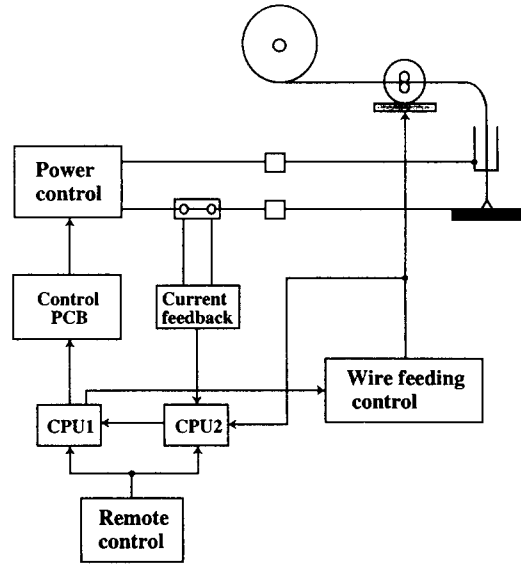 Power
control
Control
PCB
Current
feedback
Wire feeding
control
CPU1
CPU2
Remote
control